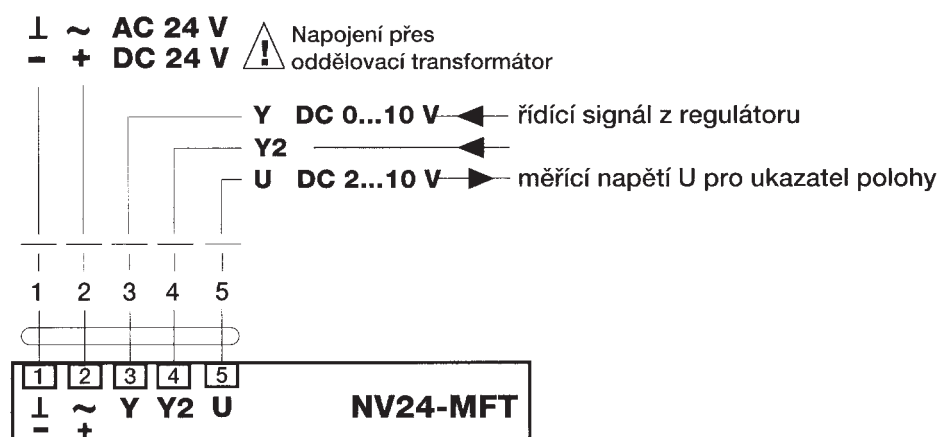 ⊥ ~ AC 24 V
– + DC 24 V
Napojení přes
oddělovací transformátor
Y DC 0...10 V řídící signál z regulátoru
Y2
U DC 2...10 V měřící napětí U pro ukazatel polohy
1 2 3 4 5
1 2 3 4 5
⊥ ~ Y Y2 U NV24-MFT
– +